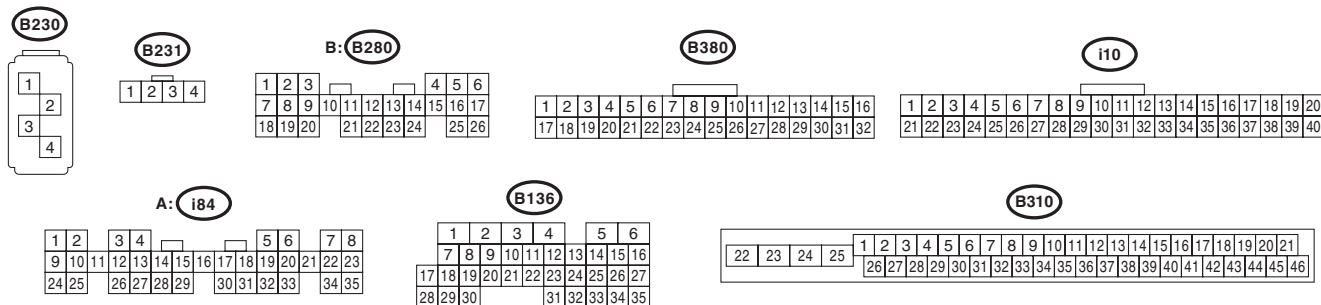 B230
1
2
3
4
B231
1 2 3 4
B: B280
1 2 3 4 5 6
7 8 9 10 11 12 13 14 15 16 17
18 19 20 21 22 23 24 25 26
B380
1 2 3 4 5 6 7 8 9 10 11 12 13 14 15 16
17 18 19 20 21 22 23 24 25 26 27 28 29 30 31 32
i10
1 2 3 4 5 6 7 8 9 10 11 12 13 14 15 16 17 18 19 20
21 22 23 24 25 26 27 28 29 30 31 32 33 34 35 36 37 38 39 40
A: i84
1 2 3 4 5 6 7 8
9 10 11 12 13 14 15 16 17 18 19 20 21 22 23
24 25 26 27 28 29 30 31 32 33 34 35
B136
1 2 3 4 5 6
7 8 9 10 11 12 13 14 15 16
17 18 19 20 21 22 23 24 25 26 27
28 29 30 31 32 33 34 35
B310
22 23 24 25
1 2 3 4 5 6 7 8 9 10 11 12 13 14 15 16 17 18 19 20 21
26 27 28 29 30 31 32 33 34 35 36 37 38 39 40 41 42 43 44 45 46